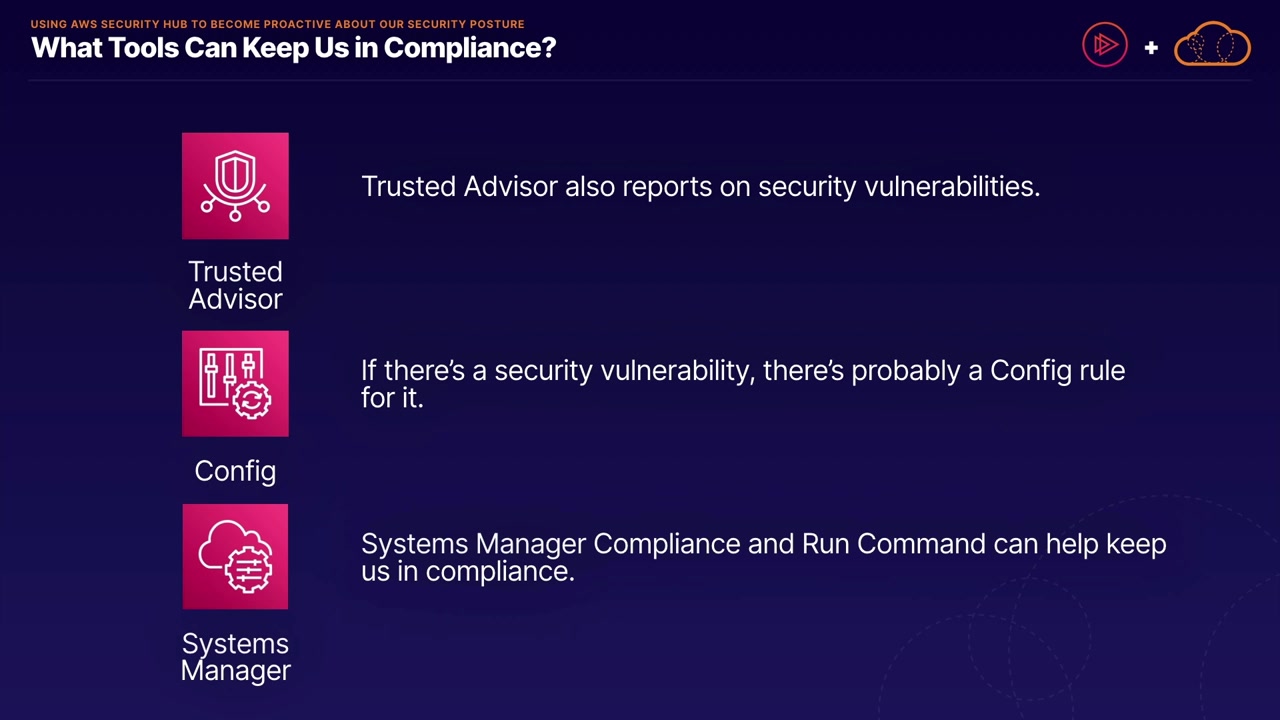 USING AWS SECURITY HUB TO BECOME PROACTIVE ABOUT OUR SECURITY POSTURE
What Tools Can Keep Us in Compliance?
+
Trusted Advisor also reports on security vulnerabilities.
Trusted
Advisor
If there’s a security vulnerability, there’s probably a Config rule
for it.
Config
Systems Manager Compliance and Run Command can help keep
us in compliance.
Systems
Manager